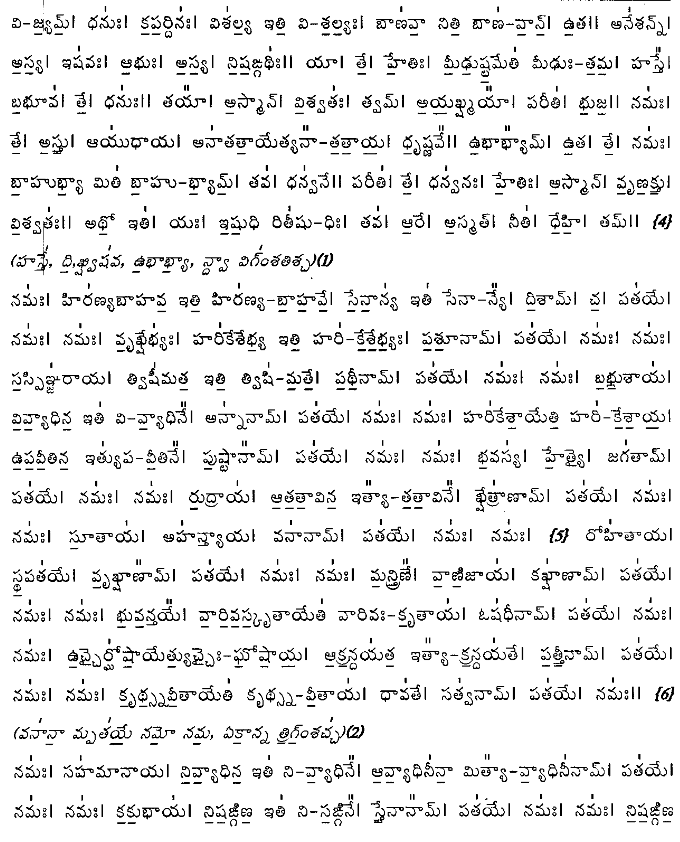 వి-జ్యమ్। ధనుః। కపర్దినః। విశల్య ఇతి వి-శల్యః। బాణవా నితి బాణ-వాన్। ఉత॥ అనేశన్న్।
అస్య। ఇషవః। ఆభుః। అస్య। నిషఙ్గథిః॥ యా। తే। హేతిః। మీఢుష్టమేతి మీఢుః-తమ। హస్తే।
బభూవ। తే। ధనుః॥ తయా। అస్మాన్। విశ్వతః। త్వమ్। అయఖ్ష్మయా। పరీతి। భుజ॥ నమః।
తే। అస్తు। ఆయుధాయ। అనాతతాయేత్యనా-తతాయ। ధృష్ణవే॥ ఉభాభ్యామ్। ఉత। తే। నమః।
బాహుభ్యా మితి బాహు-భ్యామ్। తవ। ధన్వనే॥ పరీతి। తే। ధన్వనః। హేతిః। అస్మాన్। వృణక్తు।
విశ్వతః॥ అథో ఇతి। యః। ఇషుధి రితీషు-ధిః। తవ। ఆరే। అస్మత్। నీతి। ధేహి। తమ్॥ {4}
(హస్తే, ది,ఖ్ష్విషవ, ఉభాభ్యా, న్ద్వా విగ్ంశతిశ్చ)(1)
నమః। హిరణ్యబాహవ ఇతి హిరణ్య-బాహవే। సేనాన్య ఇతి సేనా-న్యే। దిశామ్। చ। పతయే।
నమః। నమః। వృఖ్షేభ్యః। హరికేశేభ్య ఇతి హరి-కేశేభ్యః। పశూనామ్। పతయే। నమః। నమః।
సస్పిఞ్జరాయ। త్విషీమత ఇతి త్విషి-మతే। పథీనామ్। పతయే। నమః। నమః। బభ్లుశాయ।
వివ్యాధిన ఇతి వి-వ్యాధినే। అన్నానామ్। పతయే। నమః। నమః। హరికేశాయేతి హరి-కేశాయ।
ఉపవీతిన ఇత్యుప-వీతినే। పుష్టానామ్। పతయే। నమః। నమః। భవస్య। హేత్యై। జగతామ్।
పతయే। నమః। నమః। రుద్రాయ। ఆతతావిన ఇత్యా-తతావినే। ఖ్షేత్రాణామ్। పతయే। నమః।
నమః। సూతాయ। అహన్త్యాయ। వనానామ్। పతయే। నమః। నమః। {5} రోహితాయ।
స్థపతయే। వృఖ్షాణామ్। పతయే। నమః। నమః। మన్త్రిణే। వాణిజాయ। కఖ్షాణామ్। పతయే।
నమః। నమః। భువన్తయే। వారివస్కృతాయేతి వారివః-కృతాయ। ఓషధీనామ్। పతయే। నమః।
నమః। ఉచ్చైర్ఘోషాయేత్యుచ్చైః-ఘోషాయ। ఆక్రన్దయత ఇత్యా-క్రన్దయతే। పత్తీనామ్। పతయే।
నమః। నమః। కృథ్స్నవీతాయేతి కృథ్స్న-వీతాయ। ధావతే। సత్వనామ్। పతయే। నమః॥ {6}
(వనానా మ్పతయే నమో నమ, ఏకాన్న త్రిగ్ంశచ్చ)(2)
నమః। సహమానాయ। నివ్యాధిన ఇతి ని-వ్యాధినే। ఆవ్యాధినీనా మిత్యా-వ్యాధినీనామ్। పతయే।
నమః। నమః। కకుభాయ। నిషఙ్గిణ ఇతి ని-సఙ్గినే। స్తేనానామ్। పతయే। నమః। నమః। నిషఙ్గిణ